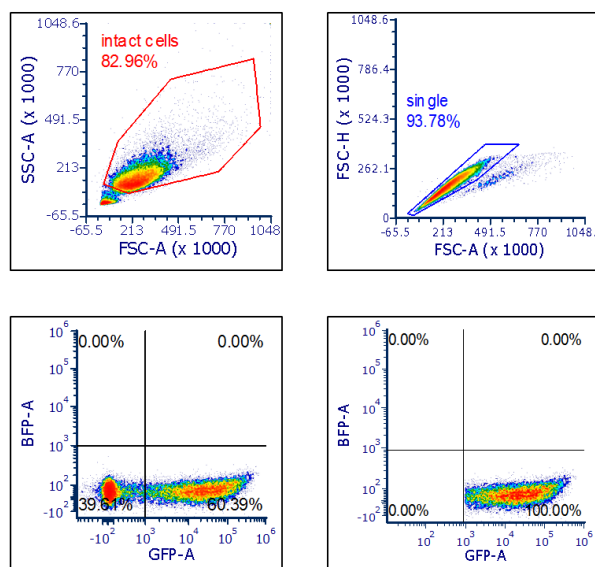 1048.6
770
491.5
213
-65.5
SSC-A (x 1000)
intact cells
82.96%
-65.5 213 491.5 770 1048
FSC-A (x 1000)
1048.6
786.4
524.3
262.1
0
FSC-H (x 1000)
single
93.78%
-65.5 213 491.5 770 1048.
FSC-A (x 1000)
10^6
10^5
10^4
10^3
10^2
-10^2
BFP-A
0.00% 0.00%
39.61% 60.39%
-10^2 10^3 10^4 10^5 10^6
GFP-A
10^6
10^5
10^4
10^3
10^2
-10^2
BFP-A
0.00% 0.00%
0.00% 100.00%
10^2 10^3 10^4 10^5 10^6
GFP-A